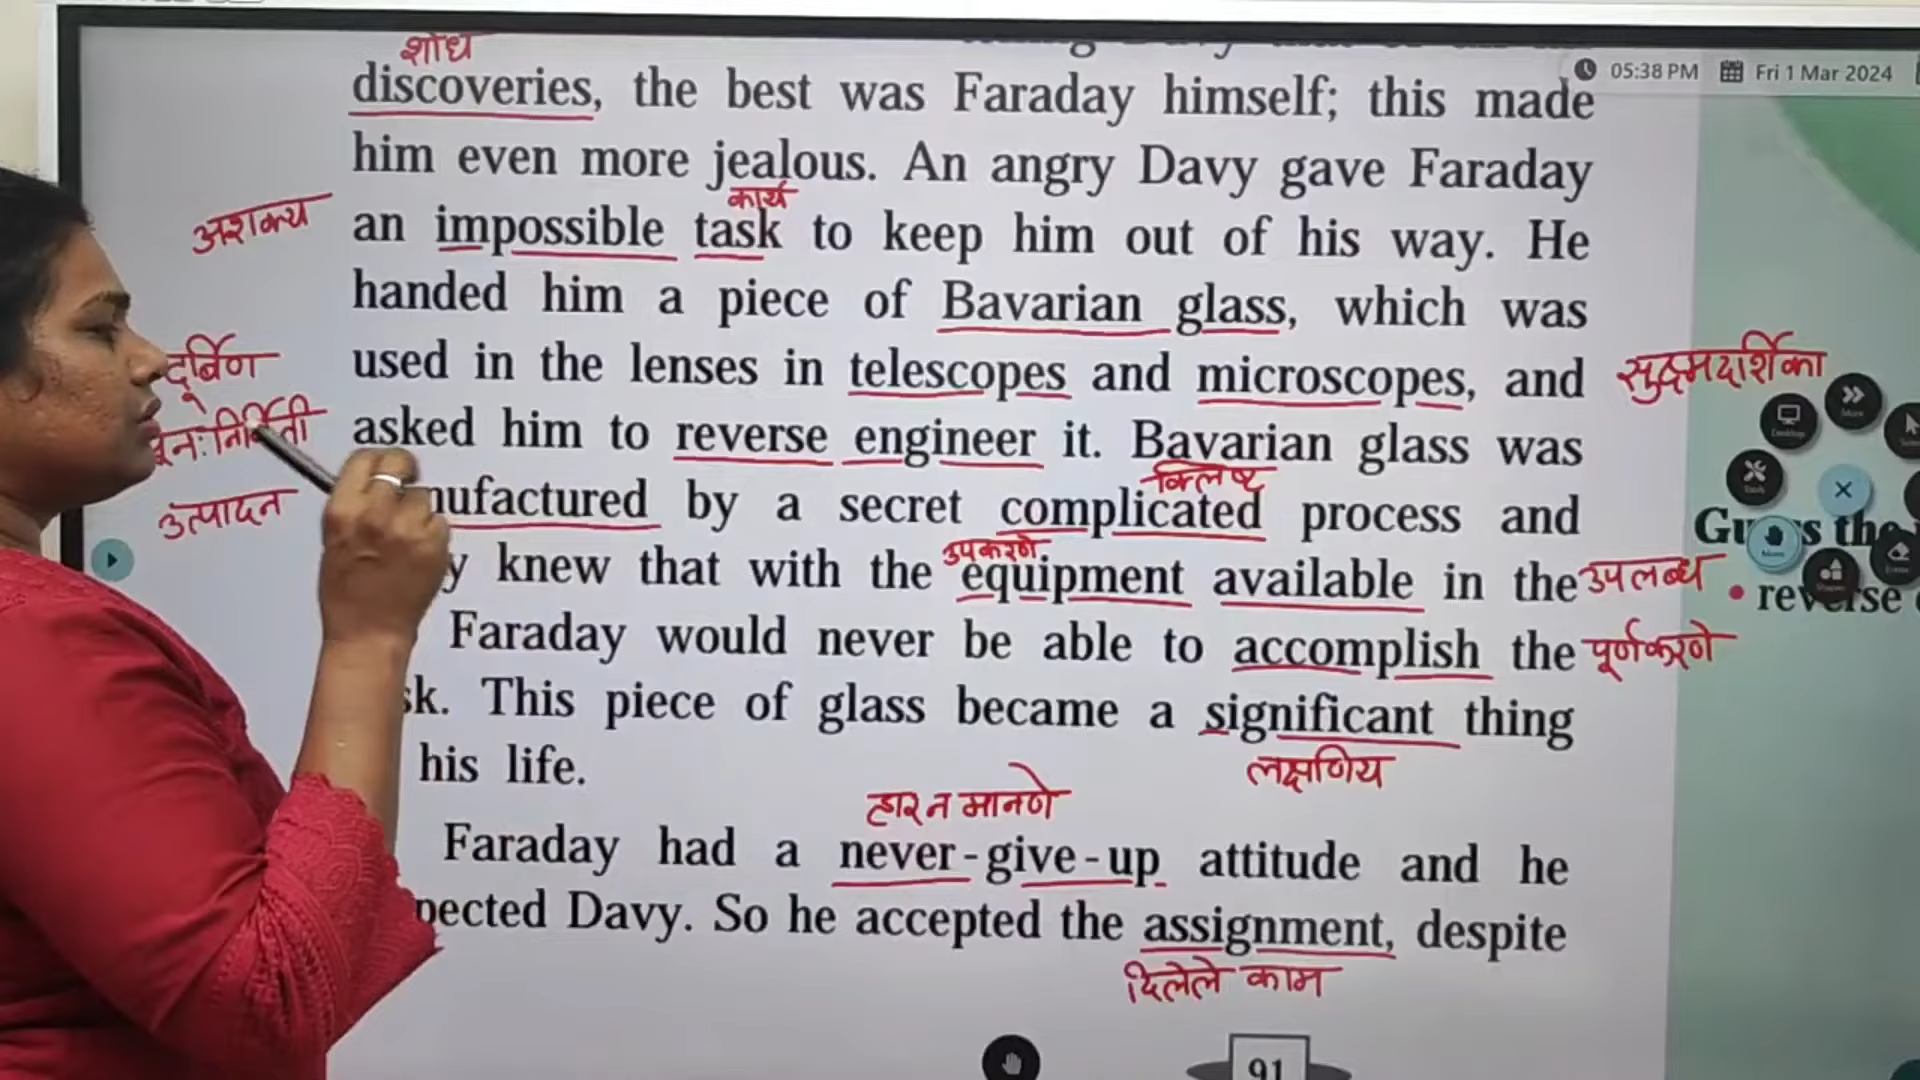 शोध
05:38 PM Fri 1 Mar 2024
discoveries, the best was Faraday himself; this made
him even more jealous. An angry Davy gave Faraday
कार्य
अशक्य
an impossible task to keep him out of his way. He
handed him a piece of Bavarian glass, which was
दूर्बिण
used in the lenses in telescopes and microscopes, and
सुक्ष्मदर्शिका
asked him to reverse engineer it. Bavarian glass was
क्लिष्ट
उत्पादन
nufactured by a secret complicated process and
Guess the
उपकरणे
y knew that with the equipment available in the
उपलब्ध
• reverse
Faraday would never be able to accomplish the
पूर्णकरणे
sk. This piece of glass became a significant thing
लक्षणिय
his life.
हार न मानणे
Faraday had a never-give-up attitude and he
pected Davy. So he accepted the assignment, despite
दिलेले काम
91